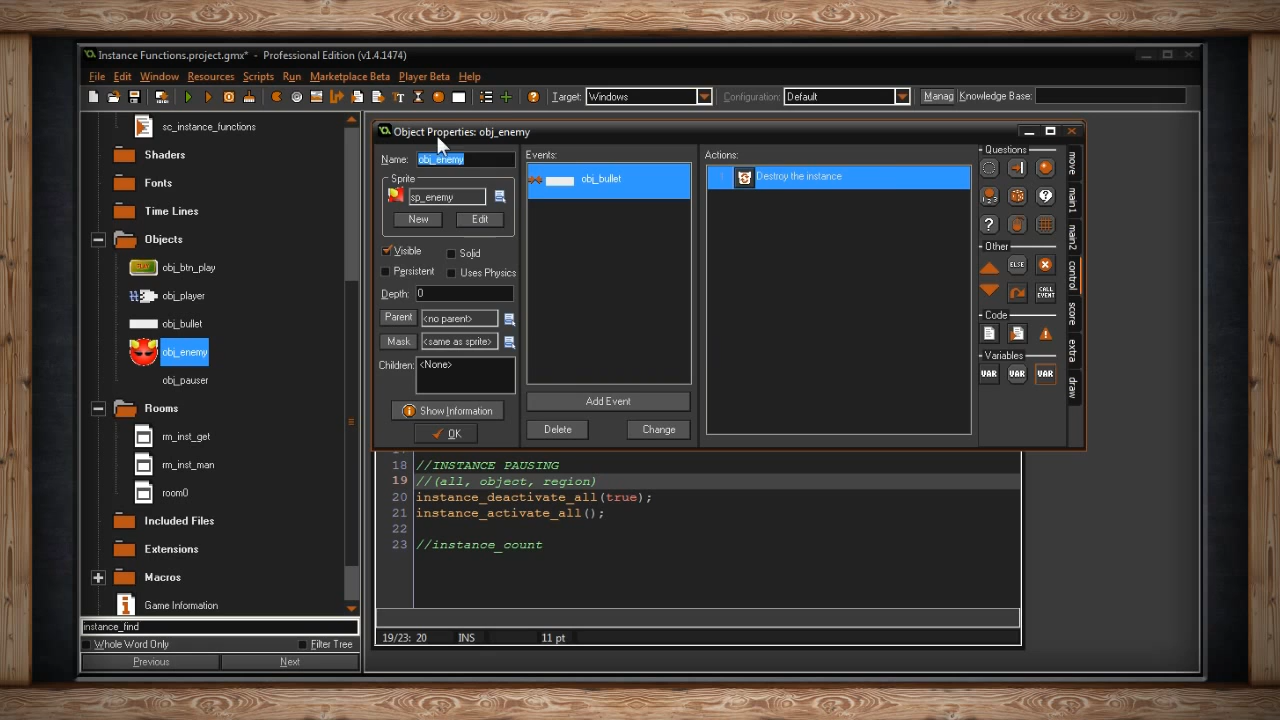 Instance Functions.project.gmx* - Professional Edition (v1.4.1474)
File Edit Window Resources Scripts Run Marketplace Beta Player Beta Help
Target: Windows Configuration: Default Manag Knowledge Base:
sc_instance_functions
Shaders
Fonts
Time Lines
Objects
obj_btn_play
obj_player
obj_bullet
obj_enemy
obj_pauser
Rooms
rm_inst_get
rm_inst_man
room0
Included Files
Extensions
Macros
Game Information
instance_find
Whole Word Only Filter Tree
Previous Next
Object Properties: obj_enemy
Name: obj_enemy
Sprite
sp_enemy
New Edit
Visible Solid
Persistent Uses Physics
Depth: 0
Parent <no parent>
Mask <same as sprite>
Children: <None>
Show Information
OK
Events:
obj_bullet
Add Event
Delete Change
Actions:
1 Destroy the instance
Questions
Other
ELSE
CALL
EVENT
Code
Variables
VAR VAR VAR
move
main1
main2
control
score
extra
draw
18 //INSTANCE PAUSING
19 //(all, object, region)
20 instance_deactivate_all(true);
21 instance_activate_all();
22
23 //instance_count
19/23: 20 INS 11 pt